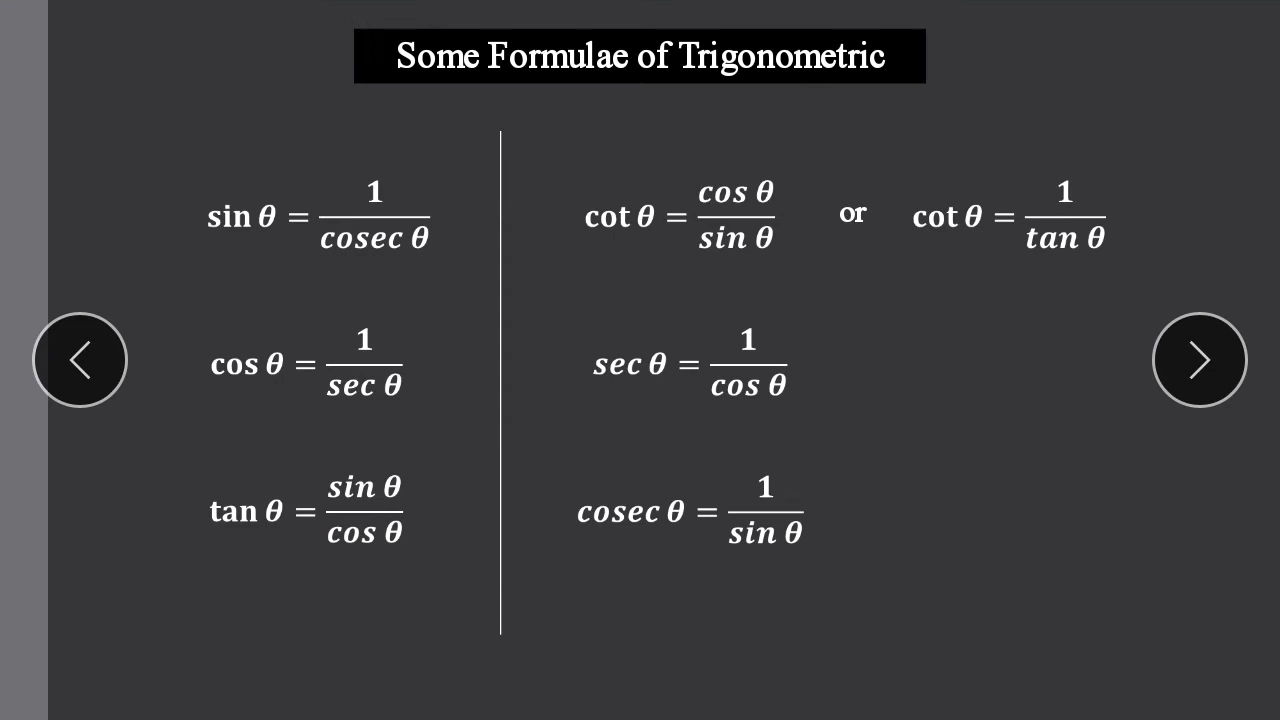 Some Formulae of Trigonometric
sin θ = 1/cosec θ
cos θ = 1/sec θ
tan θ = sin θ/cos θ
cot θ = cos θ/sin θ or cot θ = 1/tan θ
sec θ = 1/cos θ
cosec θ = 1/sin θ